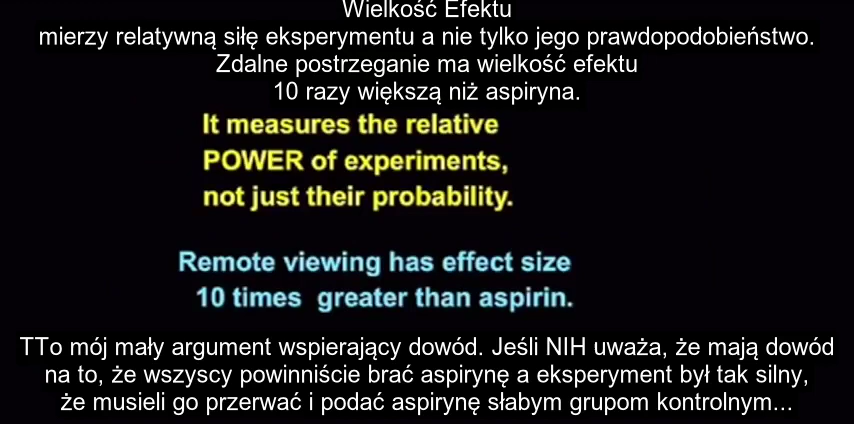 Wielkość Efektu
mierzy relatywną siłę eksperymentu a nie tylko jego prawdopodobieństwo.
Zdalne postrzeganie ma wielkość efektu
10 razy większą niż aspiryna.
It measures the relative
POWER of experiments,
not just their probability.
Remote viewing has effect size
10 times greater than aspirin.
TTo mój mały argument wspierający dowód. Jeśli NIH uważa, że mają dowód
na to, że wszyscy powinniście brać aspirynę a eksperyment był tak silny,
że musieli go przerwać i podać aspirynę słabym grupom kontrolnym...